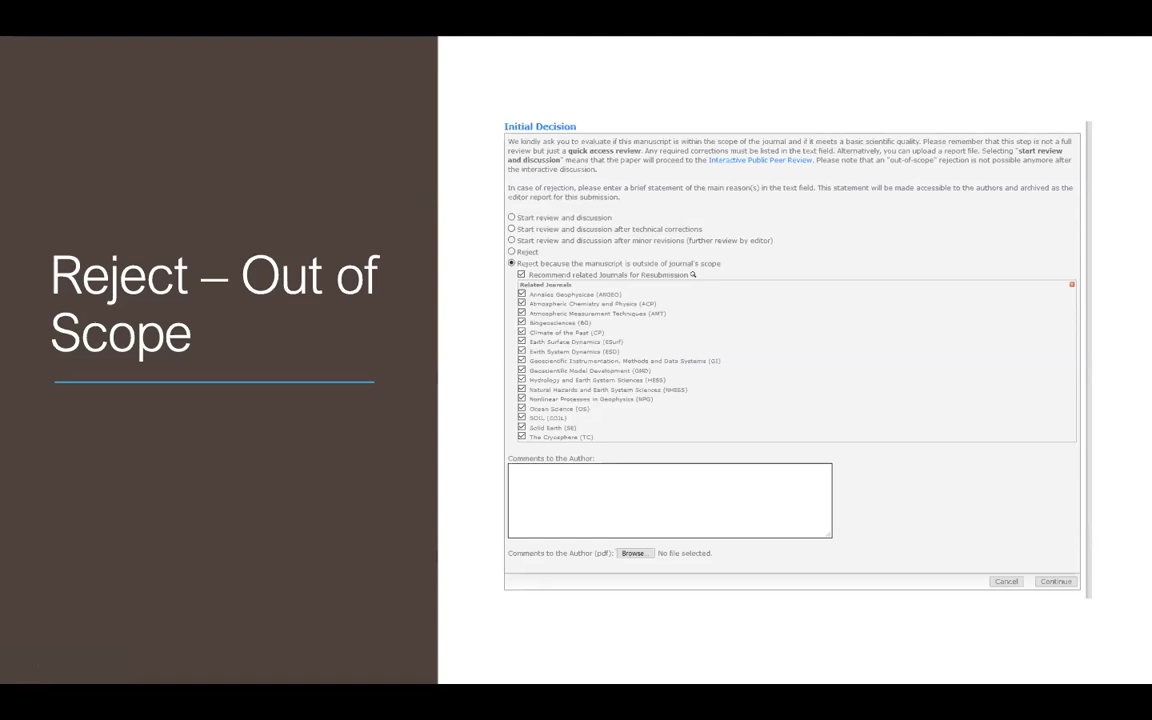 Reject – Out of
Scope
Initial Decision
We kindly ask you to evaluate if this manuscript is within the scope of the journal and if it meets a basic scientific quality. Please remember that this step is not a full
review but just a quick access review. Any required corrections must be listed in the text field. Alternatively, you can upload a report file. Selecting "start review
and discussion" means that the paper will proceed to the Interactive Public Peer Review. Please note that an "out-of-scope" rejection is not possible anymore after
the interactive discussion.
In case of rejection, please enter a brief statement of the main reason(s) in the text field. This statement will be made accessible to the authors and archived as the
editor report for this submission.
Start review and discussion
Start review and discussion after technical corrections
Start review and discussion after minor revisions (further review by editor)
Reject
Reject because the manuscript is outside of journal's scope
Recommend related Journals for Resubmission
Related Journals
Annales Geophysicae (ANGEO)
Atmospheric Chemistry and Physics (ACP)
Atmospheric Measurement Techniques (AMT)
Biogeosciences (BG)
Climate of the Past (CP)
Earth Surface Dynamics (ESurf)
Earth System Dynamics (ESD)
Geoscientific Instrumentation, Methods and Data Systems (GI)
Geoscientific Model Development (GMD)
Hydrology and Earth System Sciences (HESS)
Natural Hazards and Earth System Sciences (NHESS)
Nonlinear Processes in Geophysics (NPG)
Ocean Science (OS)
SOIL (SOIL)
Solid Earth (SE)
The Cryosphere (TC)
Comments to the Author:
Comments to the Author (pdf): Browse... No file selected.
Cancel Continue